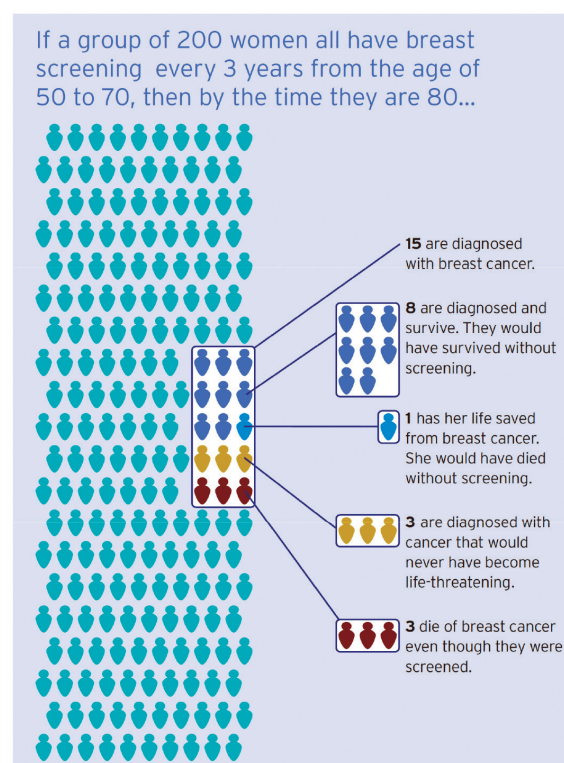 If a group of 200 women all have breast
screening every 3 years from the age of
50 to 70, then by the time they are 80...
15 are diagnosed
with breast cancer.
8 are diagnosed and
survive. They would
have survived without
screening.
1 has her life saved
from breast cancer.
She would have died
without screening.
3 are diagnosed with
cancer that would
never have become
life-threatening.
3 die of breast cancer
even though they were
screened.